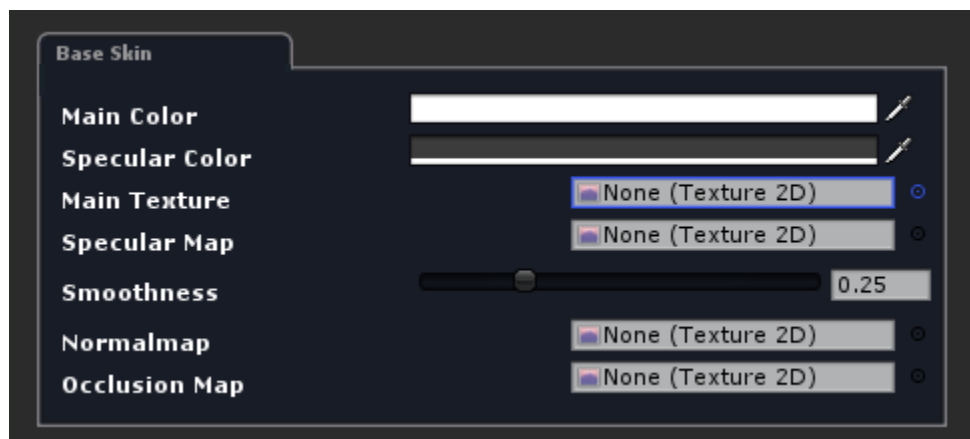 Base Skin
Main Color
Specular Color
Main Texture None (Texture 2D)
Specular Map None (Texture 2D)
Smoothness 0.25
Normalmap None (Texture 2D)
Occlusion Map None (Texture 2D)